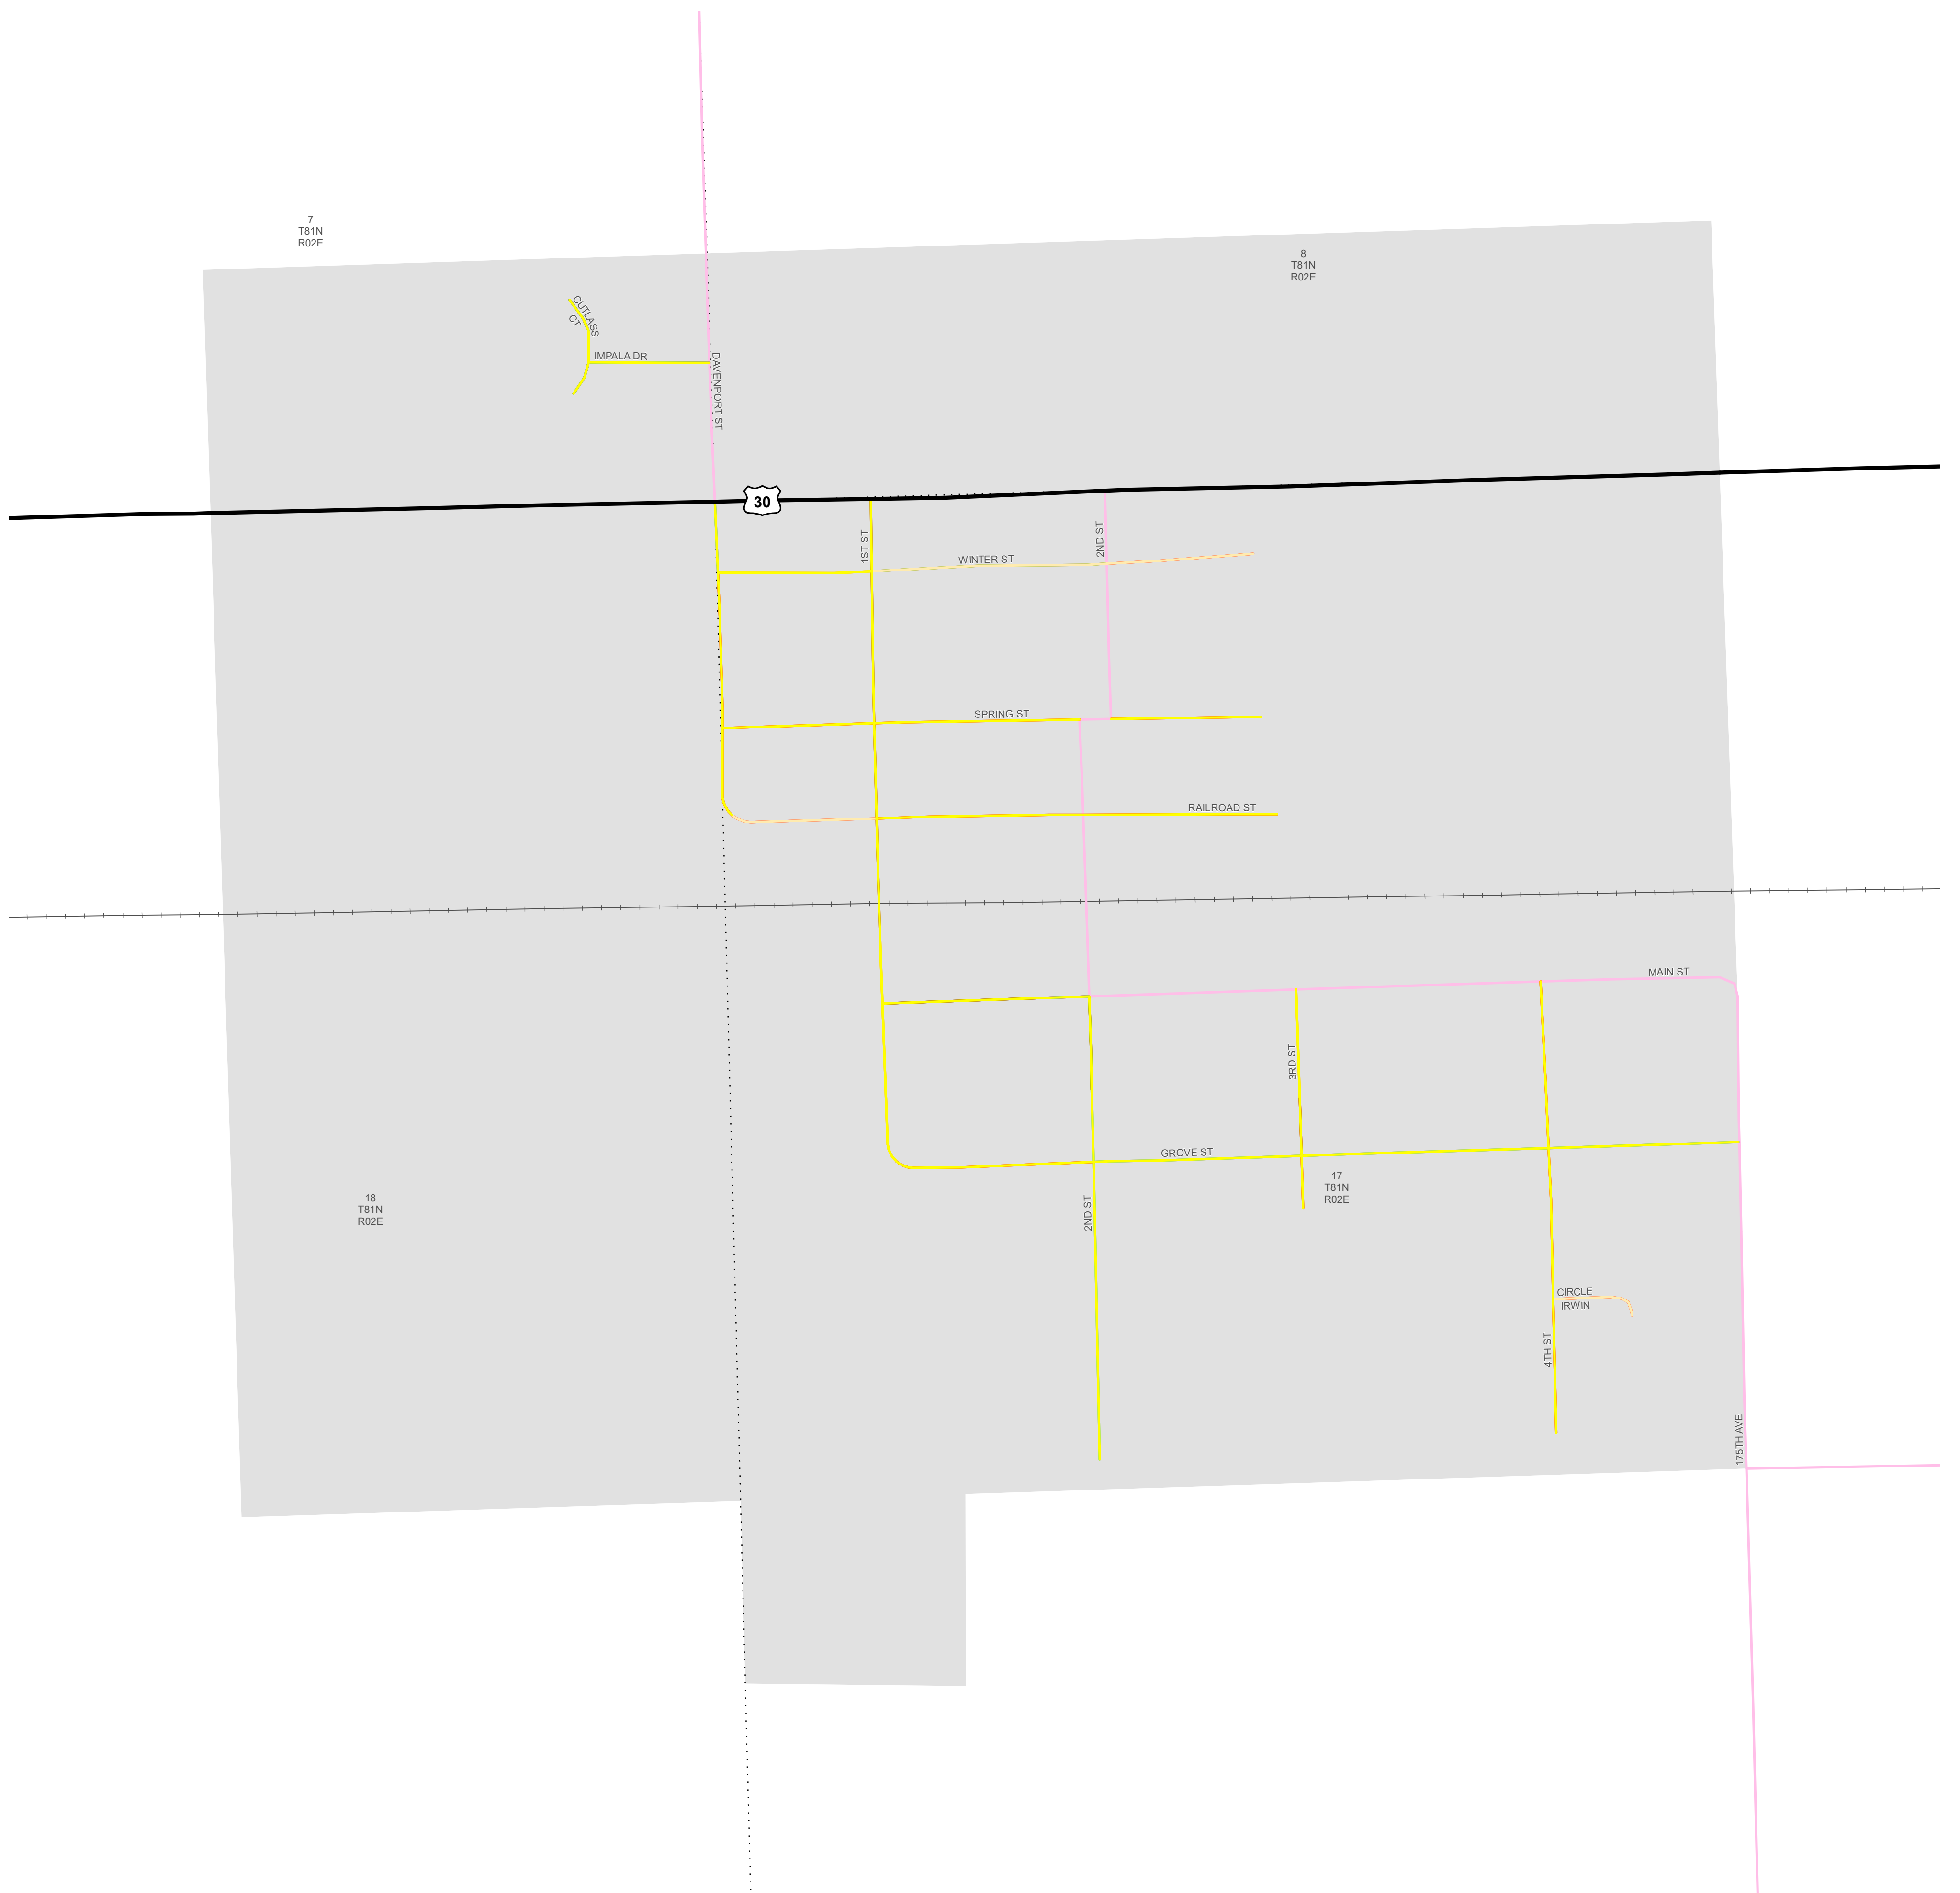 7
T81N
R02E
8
T81N
R02E
CUTLASS
CT
IMPALA DR
DAVENPORT ST
30
1ST ST
2ND ST
WINTER ST
SPRING ST
RAILROAD ST
MAIN ST
3RD ST
GROVE ST
17
T81N
R02E
18
T81N
R02E
2ND ST
CIRCLE
IRWIN
4TH ST
175TH AVE